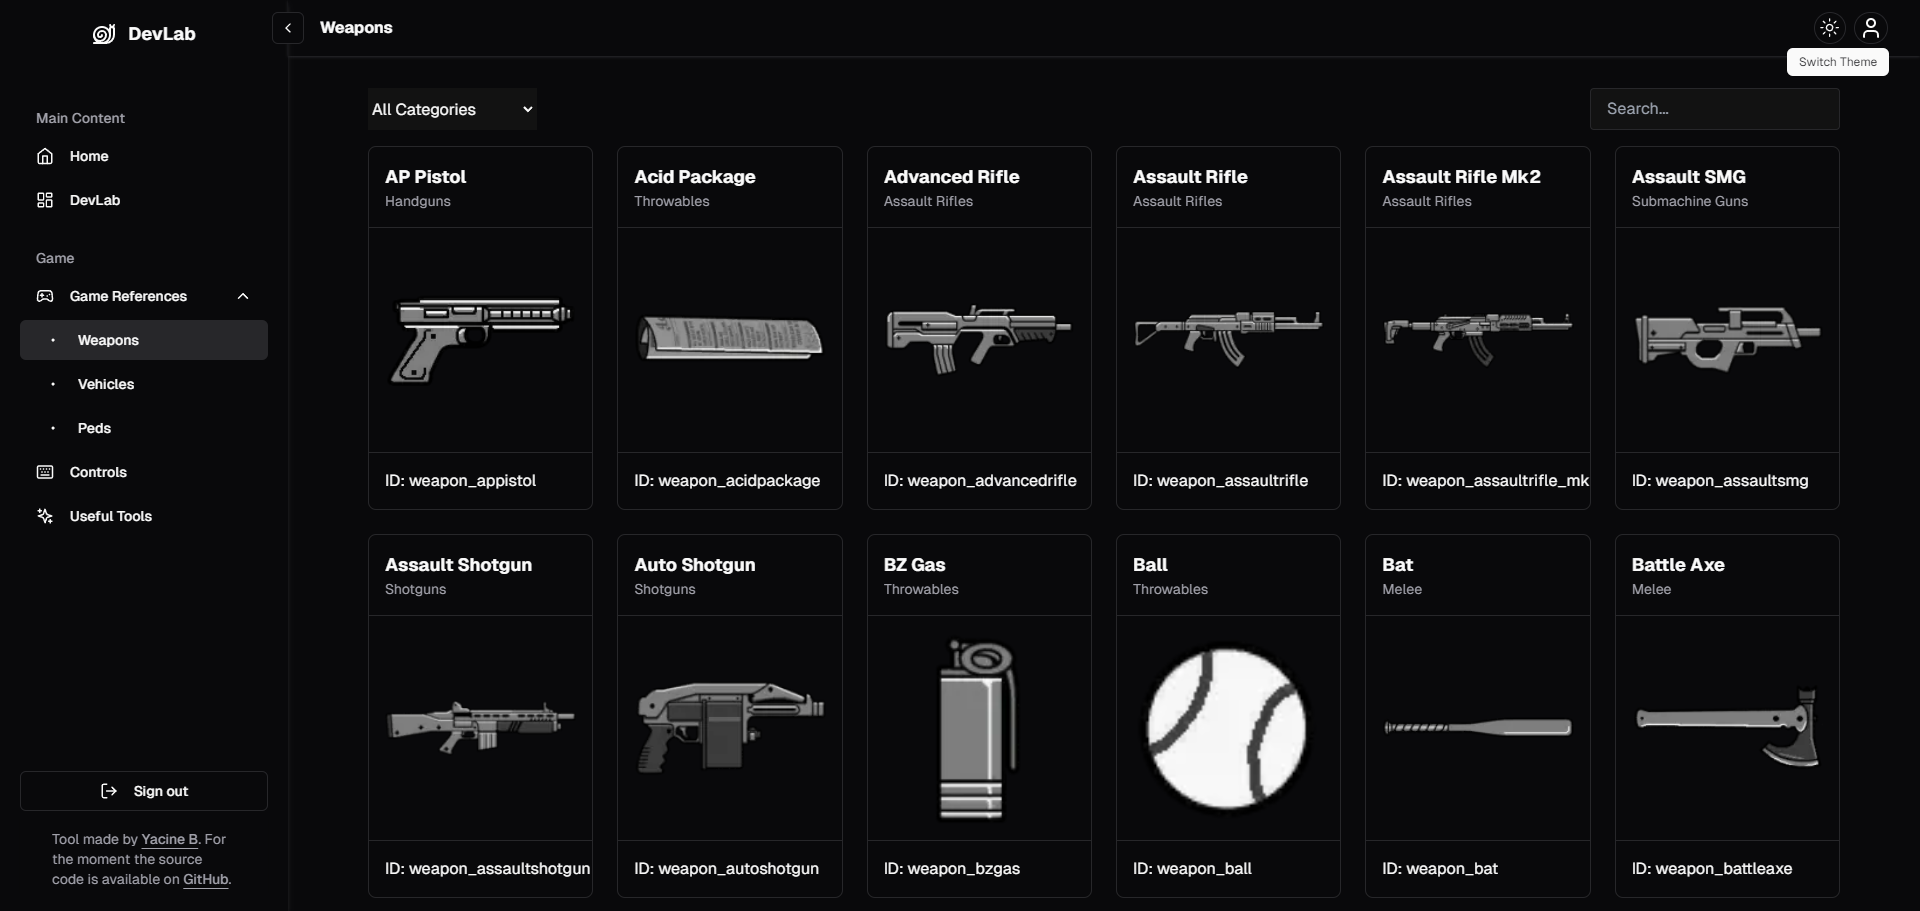 DevLab
Weapons
Switch Theme
Main Content
Home
DevLab
Game
Game References
Weapons
Vehicles
Peds
Controls
Useful Tools
Sign out
Tool made by Yacine B. For
the moment the source
code is available on GitHub.
All Categories
Search...
AP Pistol
Handguns
ID: weapon_appistol
Acid Package
Throwables
ID: weapon_acidpackage
Advanced Rifle
Assault Rifles
ID: weapon_advancedrifle
Assault Rifle
Assault Rifles
ID: weapon_assaultrifle
Assault Rifle Mk2
Assault Rifles
ID: weapon_assaultrifle_mk
Assault SMG
Submachine Guns
ID: weapon_assaultsmg
Assault Shotgun
Shotguns
ID: weapon_assaultshotgun
Auto Shotgun
Shotguns
ID: weapon_autoshotgun
BZ Gas
Throwables
ID: weapon_bzgas
Ball
Throwables
ID: weapon_ball
Bat
Melee
ID: weapon_bat
Battle Axe
Melee
ID: weapon_battleaxe